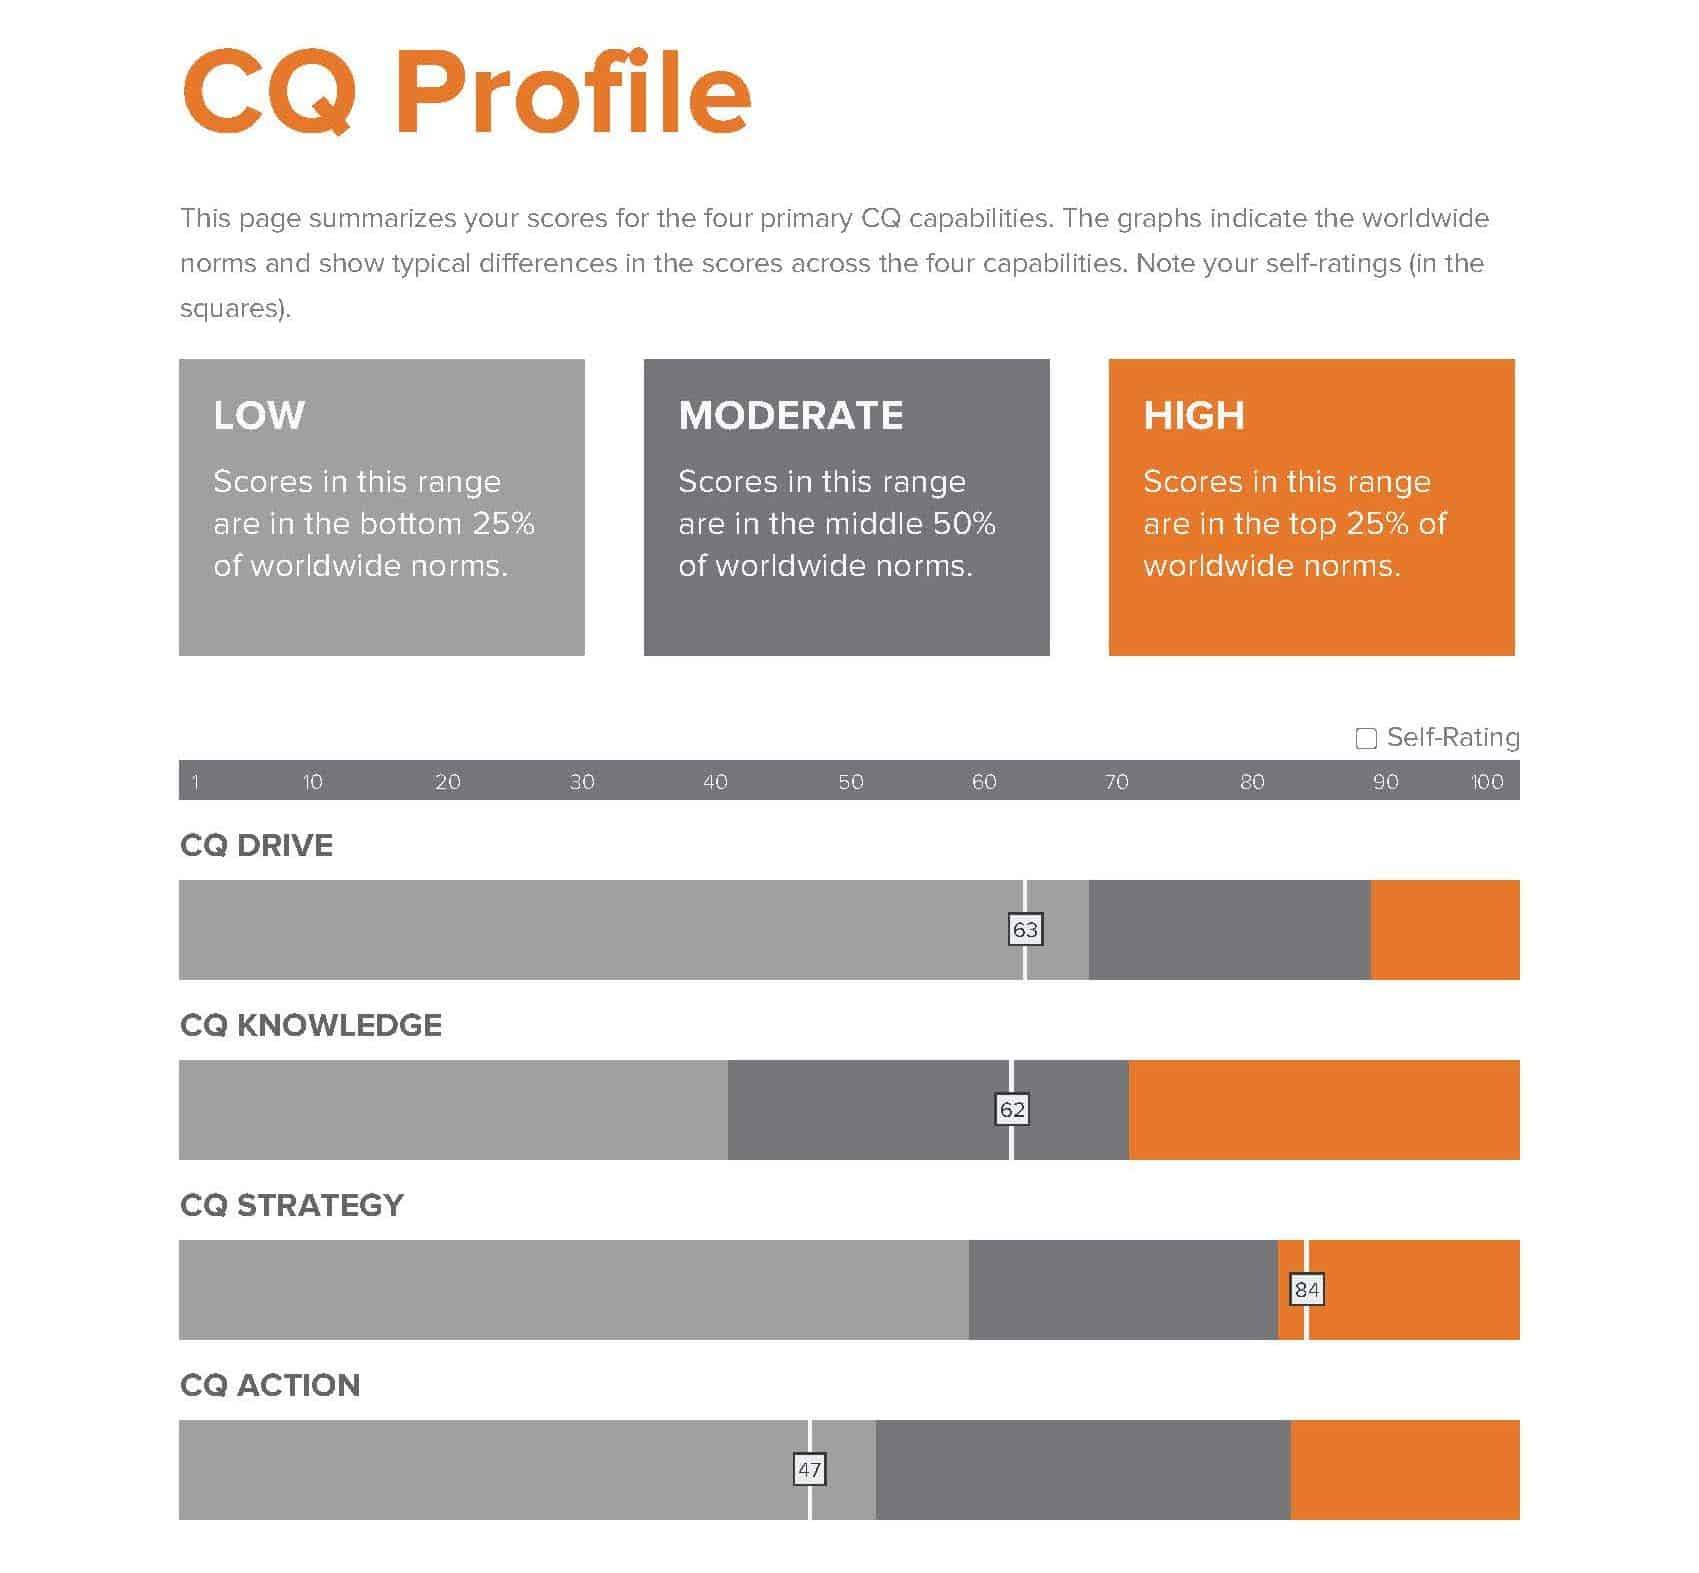 CQ Profile
This page summarizes your scores for the four primary CQ capabilities. The graphs indicate the worldwide
norms and show typical differences in the scores across the four capabilities. Note your self-ratings (in the
squares).
LOW
Scores in this range
are in the bottom 25%
of worldwide norms.
MODERATE
Scores in this range
are in the middle 50%
of worldwide norms.
HIGH
Scores in this range
are in the top 25% of
worldwide norms.
Self-Rating
1 10 20 30 40 50 60 70 80 90 100
CQ DRIVE
63
CQ KNOWLEDGE
62
CQ STRATEGY
84
CQ ACTION
47